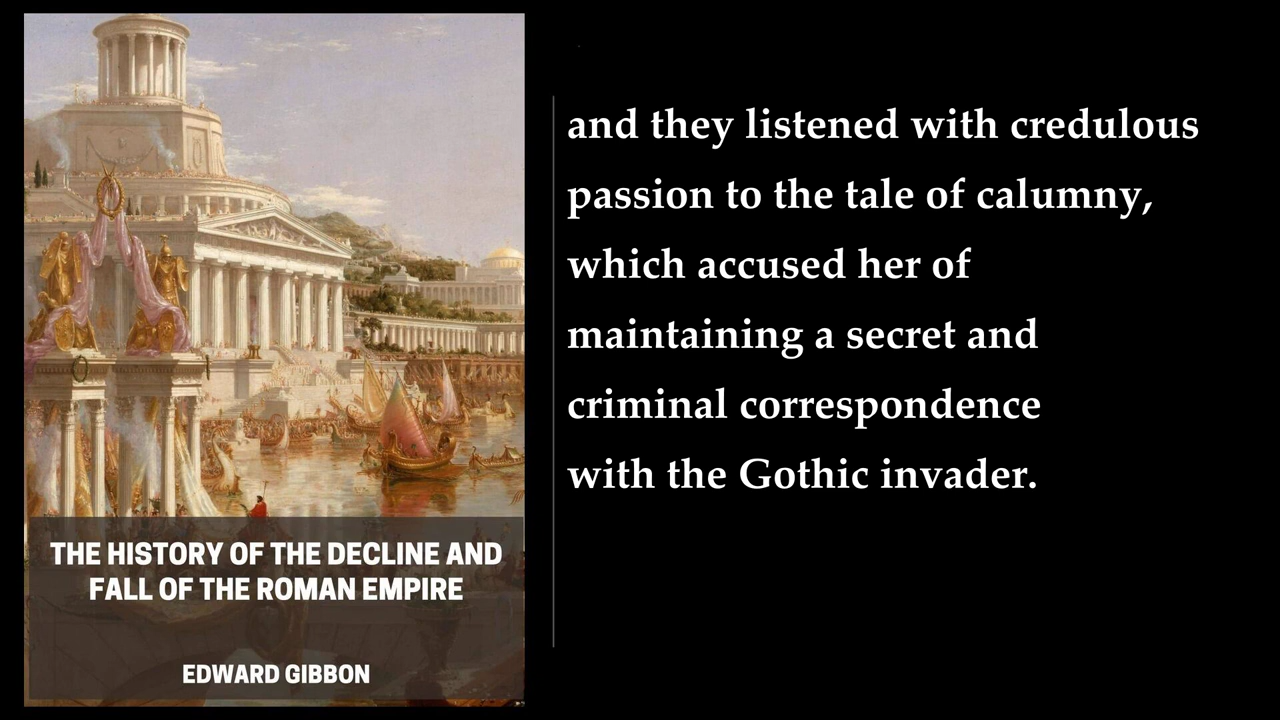 THE HISTORY OF THE DECLINE AND
FALL OF THE ROMAN EMPIRE
EDWARD GIBBON
and they listened with credulous
passion to the tale of calumny,
which accused her of
maintaining a secret and
criminal correspondence
with the Gothic invader.